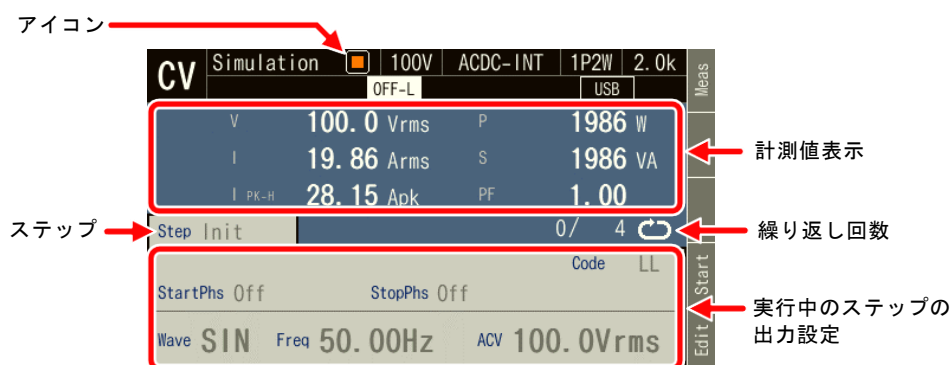 アイコン
CV Simulation 100V ACDC-INT 1P2W 2.0k
OFF-L USB
Meas
V 100.0 Vrms P 1986 W
I 19.86 Arms S 1986 VA
I PK-H 28.15 Apk PF 1.00
計測値表示
ステップ
Step Init 0/ 4
繰り返し回数
Code LL
StartPhs Off StopPhs Off
Wave SIN Freq 50.00Hz ACV 100.0Vrms
Start
Edit
実行中のステップの
出力設定